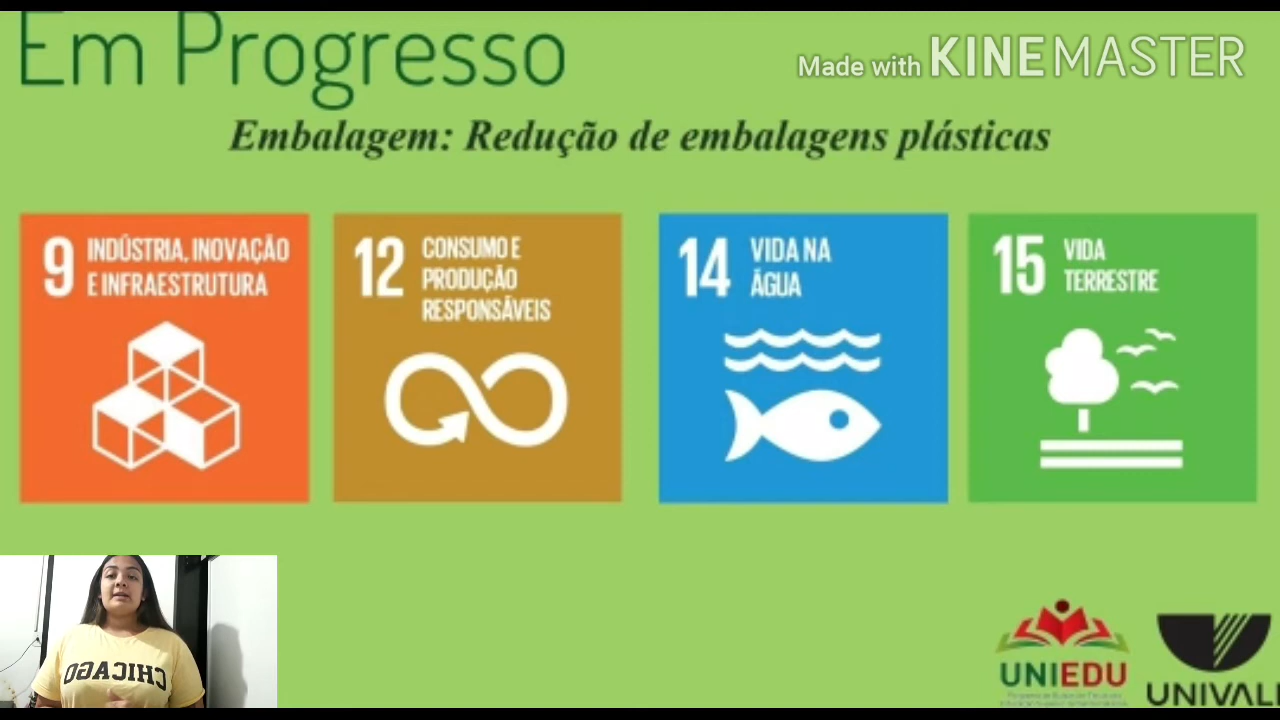 Em Progresso
Made with KINEMASTER
Embalagem: Redução de embalagens plásticas
9 INDÚSTRIA, INOVAÇÃO
E INFRAESTRUTURA
12 CONSUMO E
PRODUÇÃO
RESPONSÁVEIS
14 VIDA NA
ÁGUA
15 VIDA
TERRESTRE
CHICAGO
UNIEDU
UNIVALI